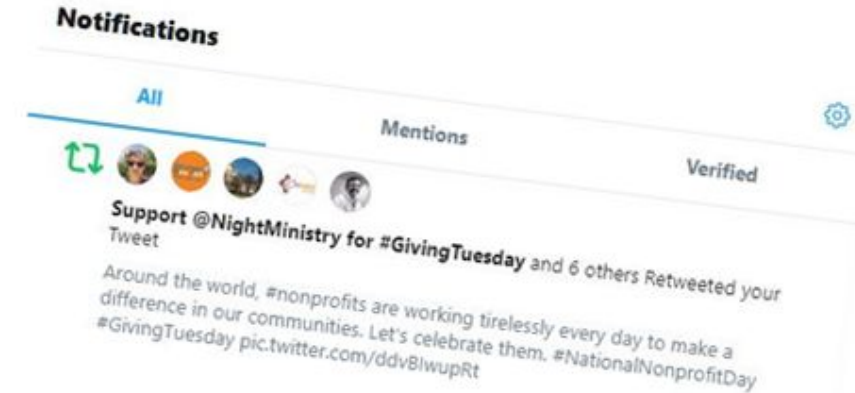 Notifications
All
Mentions
Verified
Support @NightMinistry for #GivingTuesday and 6 others Retweeted your
Tweet
Around the world, #nonprofits are working tirelessly every day to make a
difference in our communities. Let's celebrate them. #NationalNonprofitDay
#GivingTuesday pic.twitter.com/ddvBlwupRt